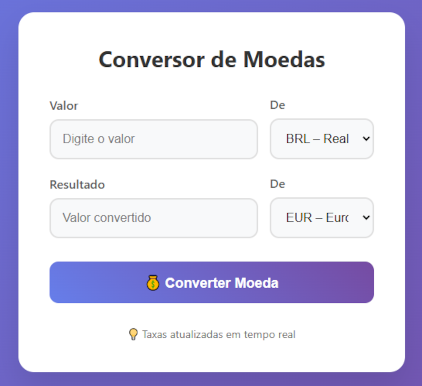 Conversor de Moedas
Valor De
Digite o valor BRL – Real
Resultado De
Valor convertido EUR – Euro
💰 Converter Moeda
💡 Taxas atualizadas em tempo real